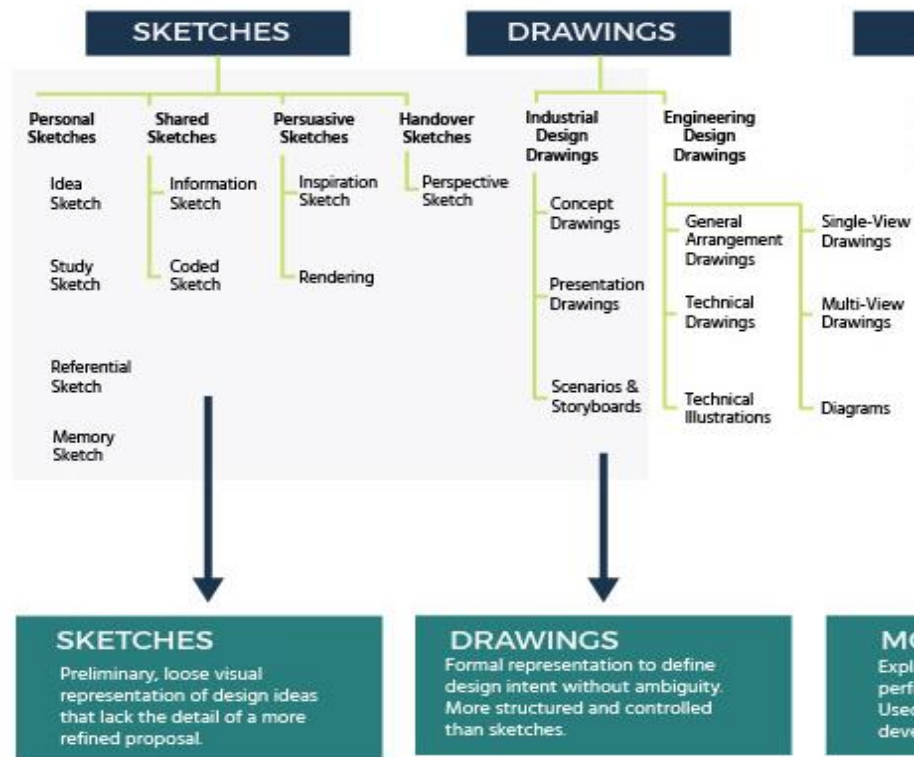 SKETCHES
DRAWINGS
Personal
Sketches
Shared
Sketches
Persuasive
Sketches
Handover
Sketches
Industrial
Design
Drawings
Engineering
Design
Drawings
Idea
Sketch
Study
Sketch
Referential
Sketch
Memory
Sketch
Information
Sketch
Coded
Sketch
Inspiration
Sketch
Rendering
Perspective
Sketch
Concept
Drawings
Presentation
Drawings
Scenarios &
Storyboards
General
Arrangement
Drawings
Technical
Drawings
Technical
Illustrations
Single-View
Drawings
Multi-View
Drawings
Diagrams
SKETCHES
Preliminary, loose visual
representation of design ideas
that lack the detail of a more
refined proposal.
DRAWINGS
Formal representation to define
design intent without ambiguity.
More structured and controlled
than sketches.